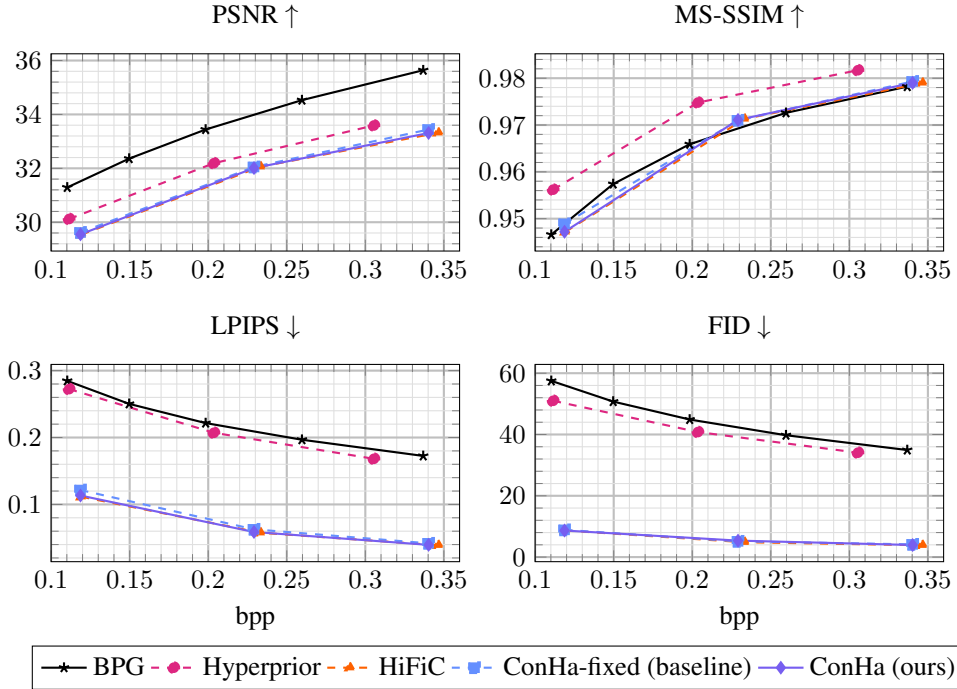 PSNR ↑
MS-SSIM ↑
36
34
32
30
0.1 0.15 0.2 0.25 0.3 0.35
0.98
0.97
0.96
0.95
0.1 0.15 0.2 0.25 0.3 0.35
LPIPS ↓
FID ↓
0.3
0.2
0.1
0.1 0.15 0.2 0.25 0.3 0.35
bpp
60
40
20
0
0.1 0.15 0.2 0.25 0.3 0.35
bpp
BPG Hyperprior HiFiC ConHa-fixed (baseline) ConHa (ours)